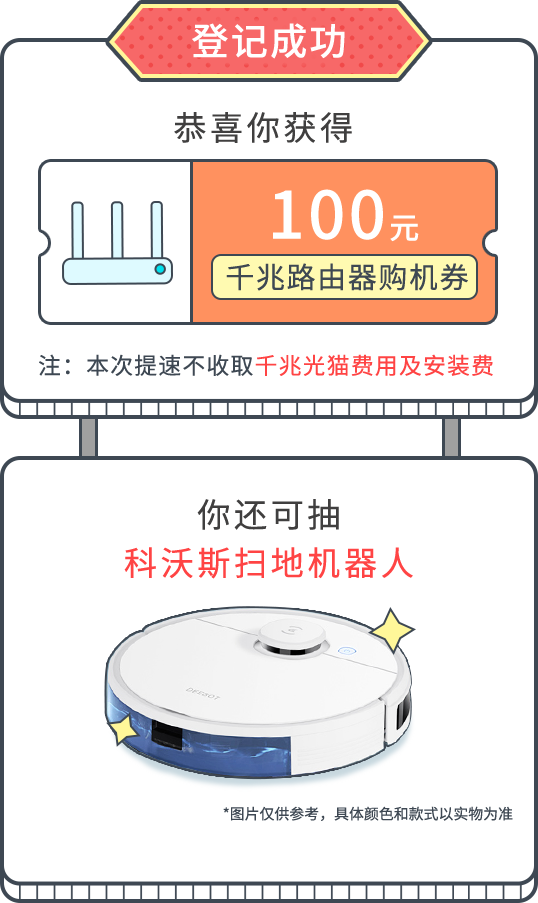 登记成功
恭喜你获得
100元
千兆路由器购机券
注：本次提速不收取千兆光猫费用及安装费
你还可抽
科沃斯扫地机器人
DEEBOT
*图片仅供参考，具体颜色和款式以实物为准